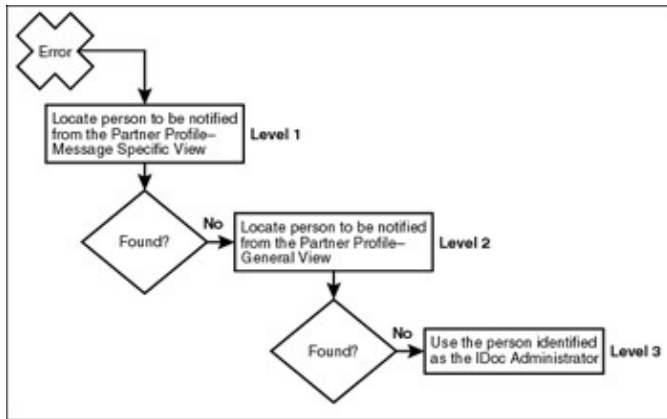 Error
Locate person to be notified
from the Partner Profile–
Message Specific View
Level 1
Found?
No
Locate person to be notified
from the Partner Profile–
General View
Level 2
Found?
No
Use the person identified
as the IDoc Administrator
Level 3